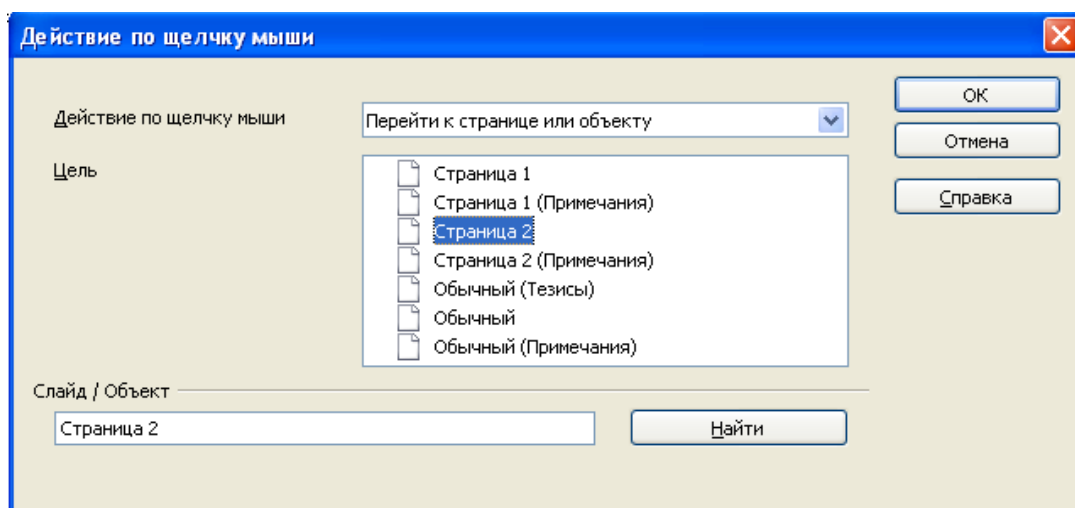 Действие по щелчку мыши
ОК
Действие по щелчку мыши
Перейти к странице или объекту
Отмена
Цель
Страница 1
Справка
Страница 1 (Примечания)
Страница 2
Страница 2 (Примечания)
Обычный (Тезисы)
Обычный
Обычный (Примечания)
Слайд / Объект
Страница 2
Найти